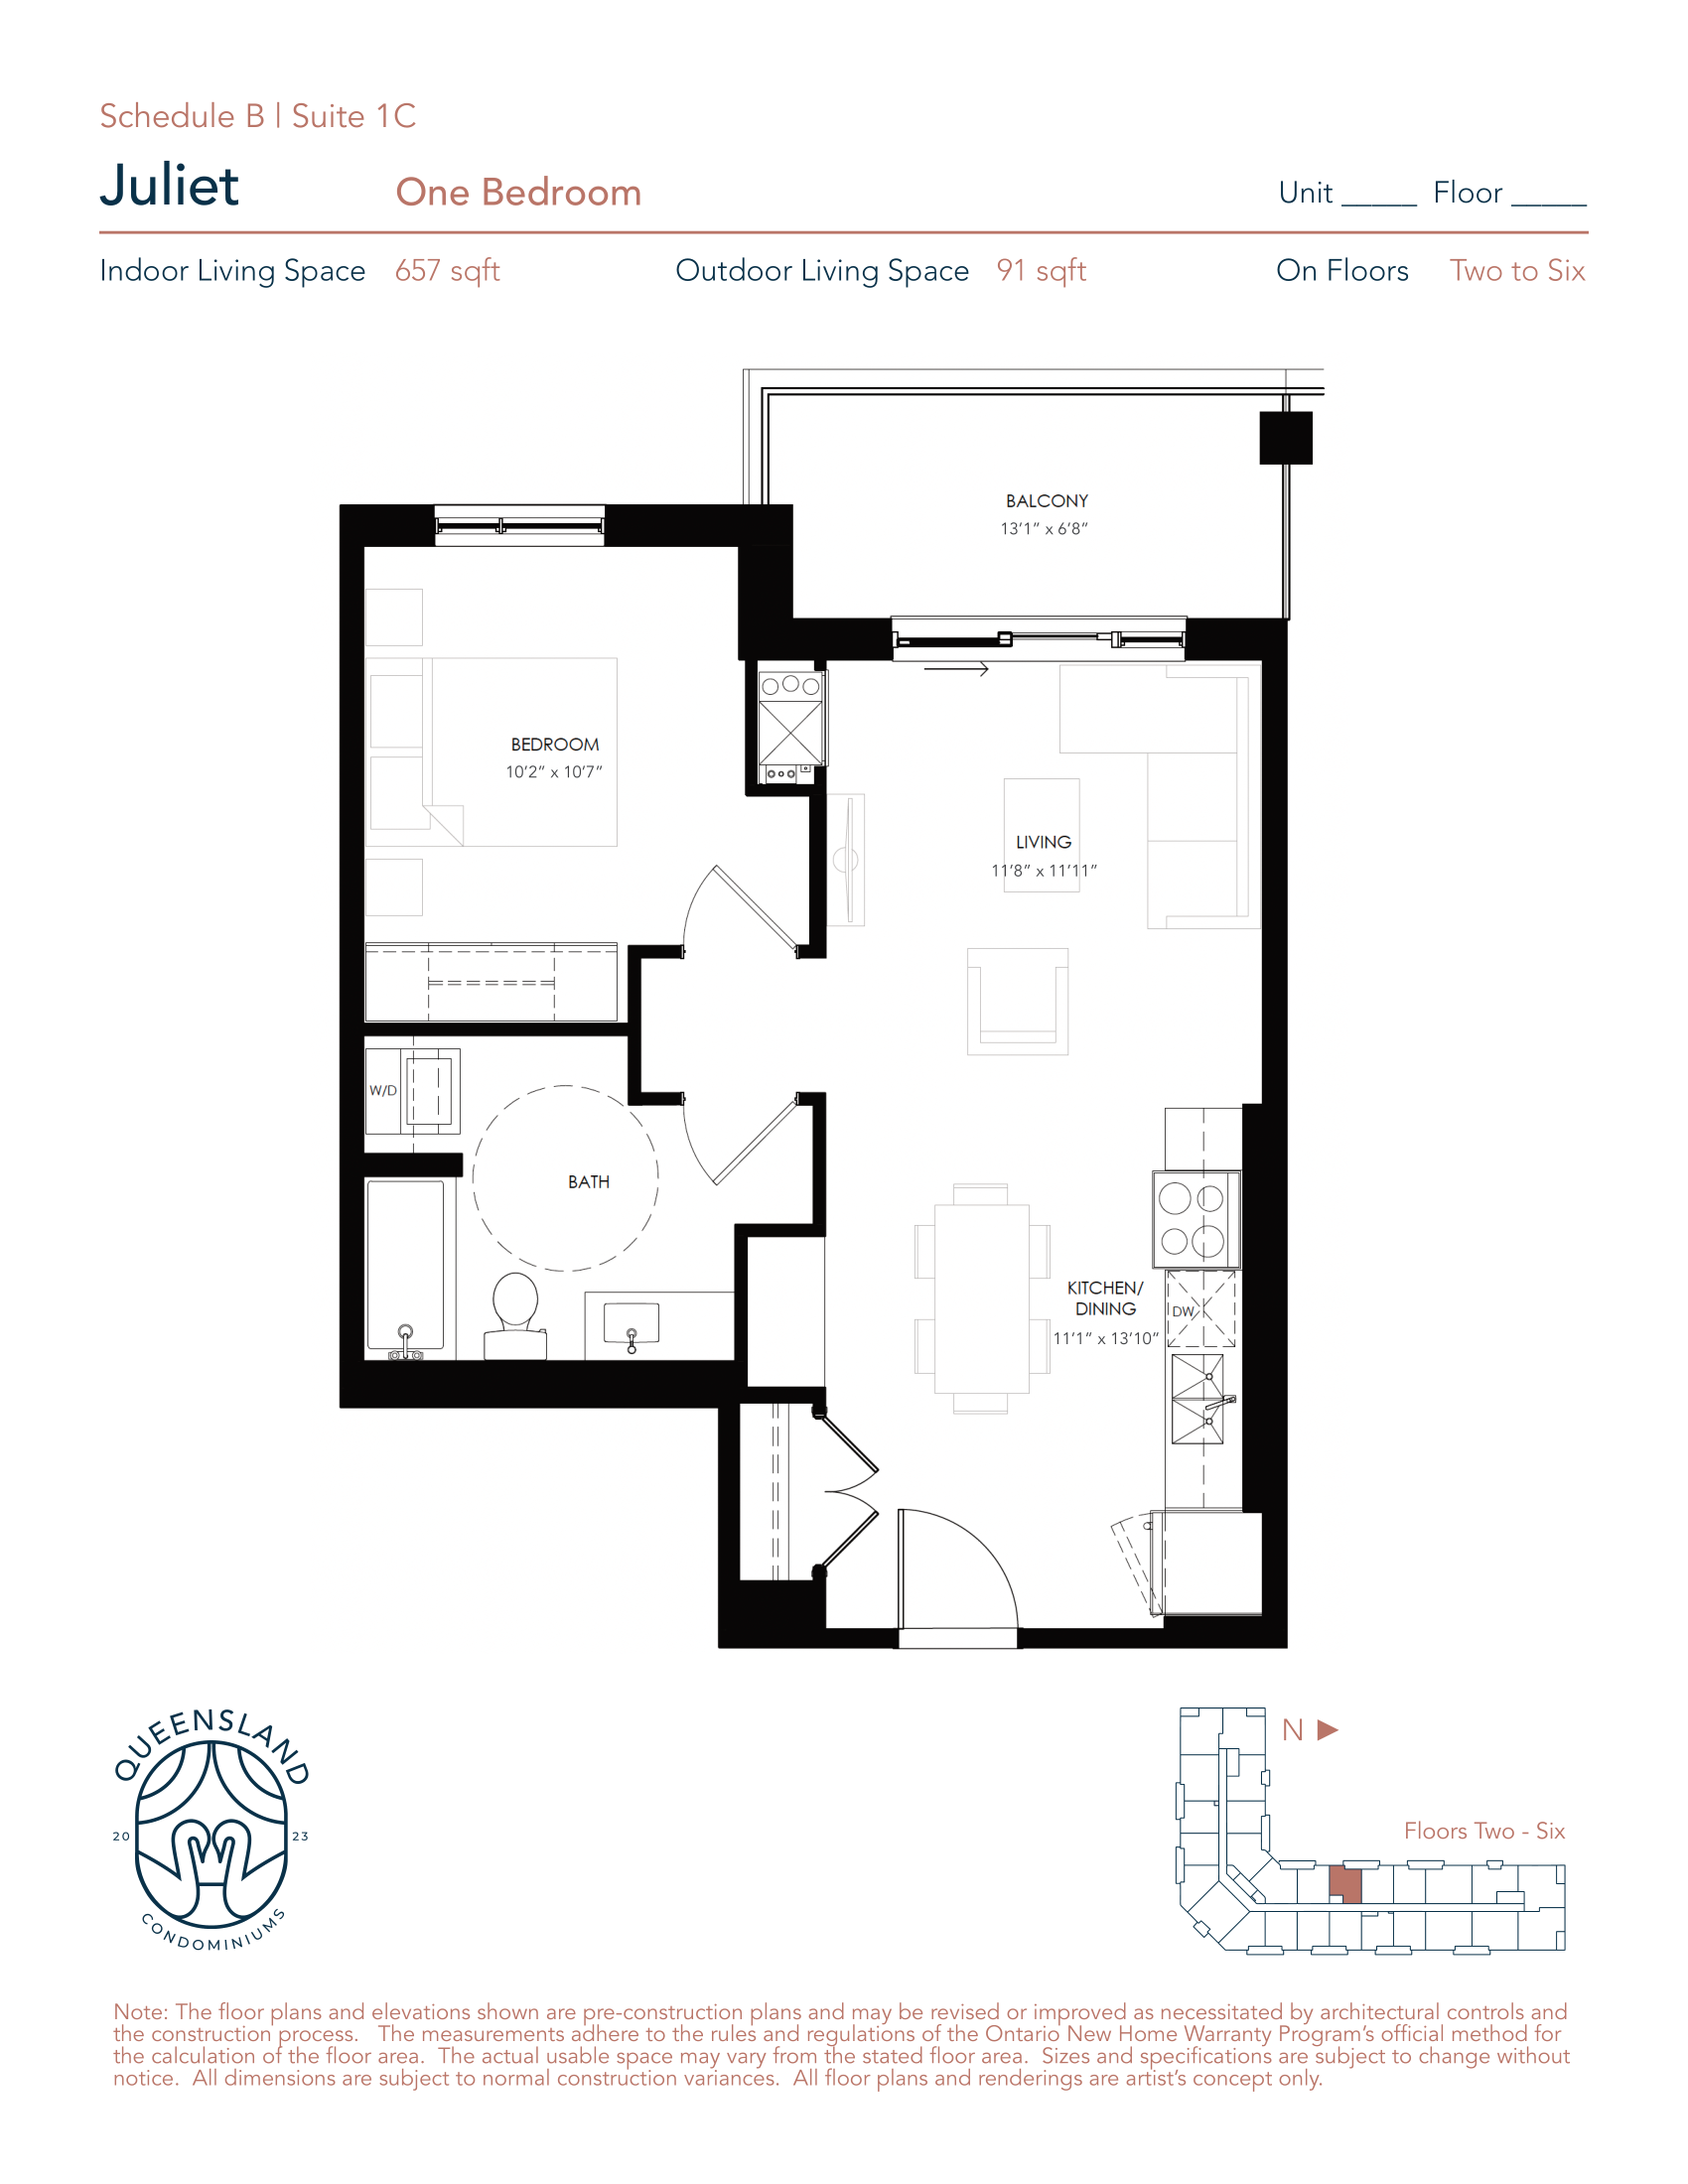 Schedule B | Suite 1C
Juliet One Bedroom Unit _____ Floor _____
Indoor Living Space 657 sqft Outdoor Living Space 91 sqft On Floors Two to Six
BALCONY
13'1" x 6'8"
BEDROOM
10'2" x 10'7"
LIVING
11'8" x 11'11"
W/D
BATH
KITCHEN/
DINING
11'1" x 13'10"
DW
QUEENSLAND
20 23
CONDOMINIUMS
N
Floors Two - Six
Note: The floor plans and elevations shown are pre-construction plans and may be revised or improved as necessitated by architectural controls and
the construction process. The measurements adhere to the rules and regulations of the Ontario New Home Warranty Program's official method for
the calculation of the floor area. The actual usable space may vary from the stated floor area. Sizes and specifications are subject to change without
notice. All dimensions are subject to normal construction variances. All floor plans and renderings are artist's concept only.